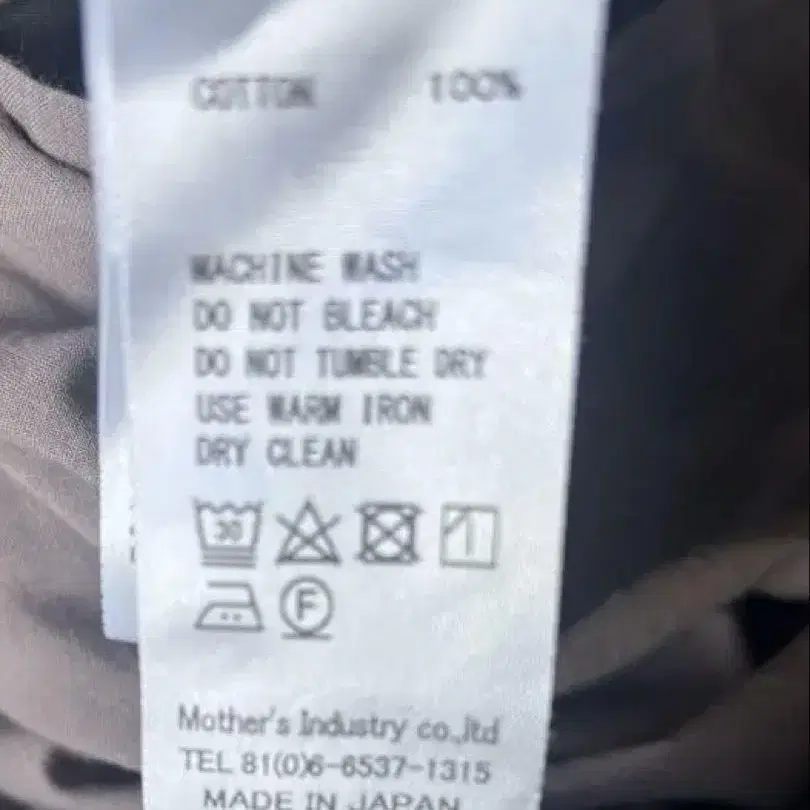 COTTON 100%
MACHINE WASH
DO NOT BLEACH
DO NOT TUMBLE DRY
USE WARM IRON
DRY CLEAN
30
F
Mother's Industry co.,ltd
TEL 81(0)6-6537-1315
MADE IN JAPAN